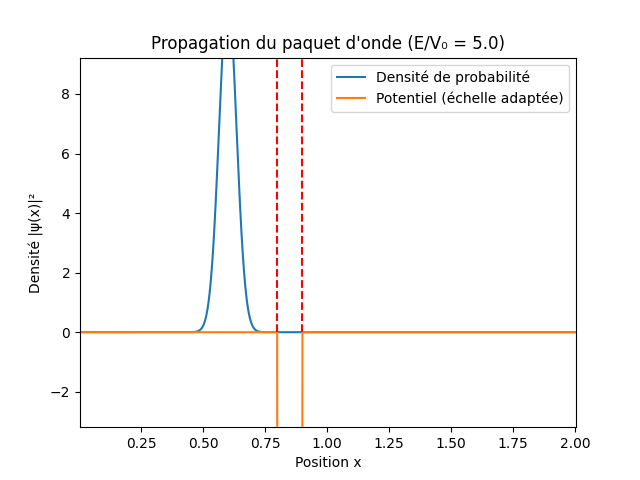 Propagation du paquet d'onde (E/V₀ = 5.0)
Densité de probabilité
Potentiel (échelle adaptée)
Densité |ψ(x)|²
8
6
4
2
0
−2
0.25 0.50 0.75 1.00 1.25 1.50 1.75 2.00
Position x